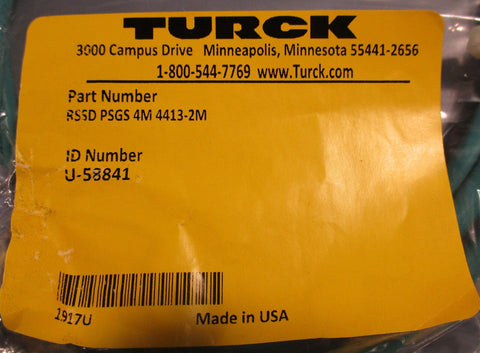 TURCK
3000 Campus Drive Minneapolis, Minnesota 55441-2656
1-800-544-7769 www.Turck.com
Part Number
RS5D PSGS 4M 4413-2M
ID Number
U-58841
1917U Made in USA